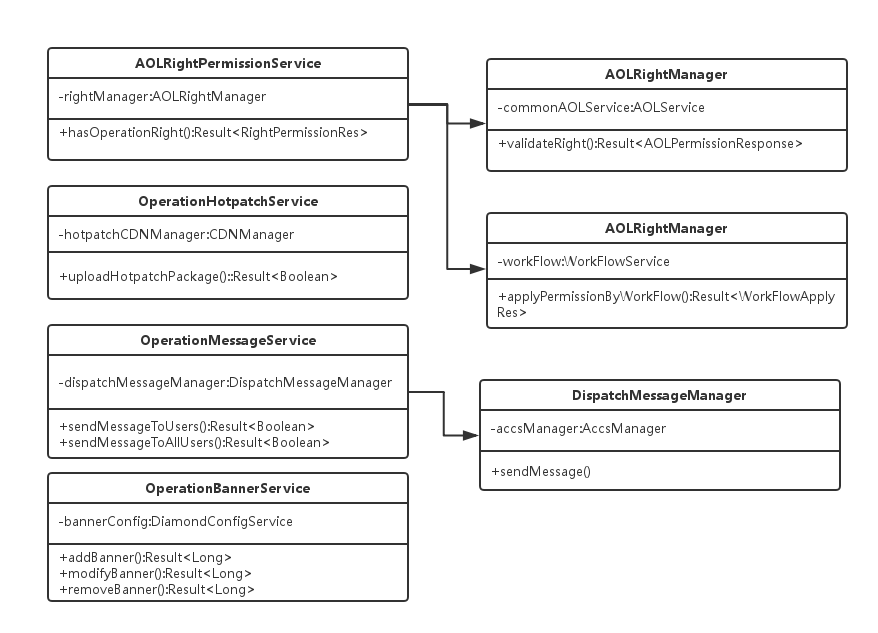 AOLRightPermissionService
-rightManager:AOLRightManager
+hasOperationRight():Result<RightPermissionRes>
AOLRightManager
-commonAOLService:AOLService
+validateRight():Result<AOLPermissionResponse>
OperationHotpatchService
-hotpatchCDNManager:CDNManager
+uploadHotpatchPackage()::Result<Boolean>
AOLRightManager
-workFlow:WorkFlowService
+applyPermissionByWorkFlow():Result<WorkFlowApply
Res>
OperationMessageService
-dispatchMessageManager:DispatchMessageManager
+sendMessageToUsers():Result<Boolean>
+sendMessageToAllUsers():Result<Boolean>
DispatchMessageManager
-accsManager:AccsManager
+sendMessage()
OperationBannerService
-bannerConfig:DiamondConfigService
+addBanner():Result<Long>
+modifyBanner():Result<Long>
+removeBanner():Result<Long>